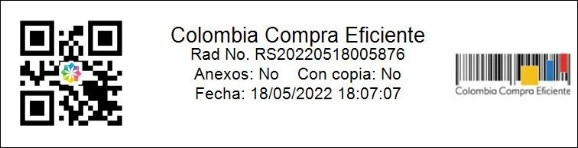 Colombia Compra Eficiente
Rad No. RS20220518005876
Anexos: No Con copia: No
Fecha: 18/05/2022 18:07:07
Colombia Compra Eficiente